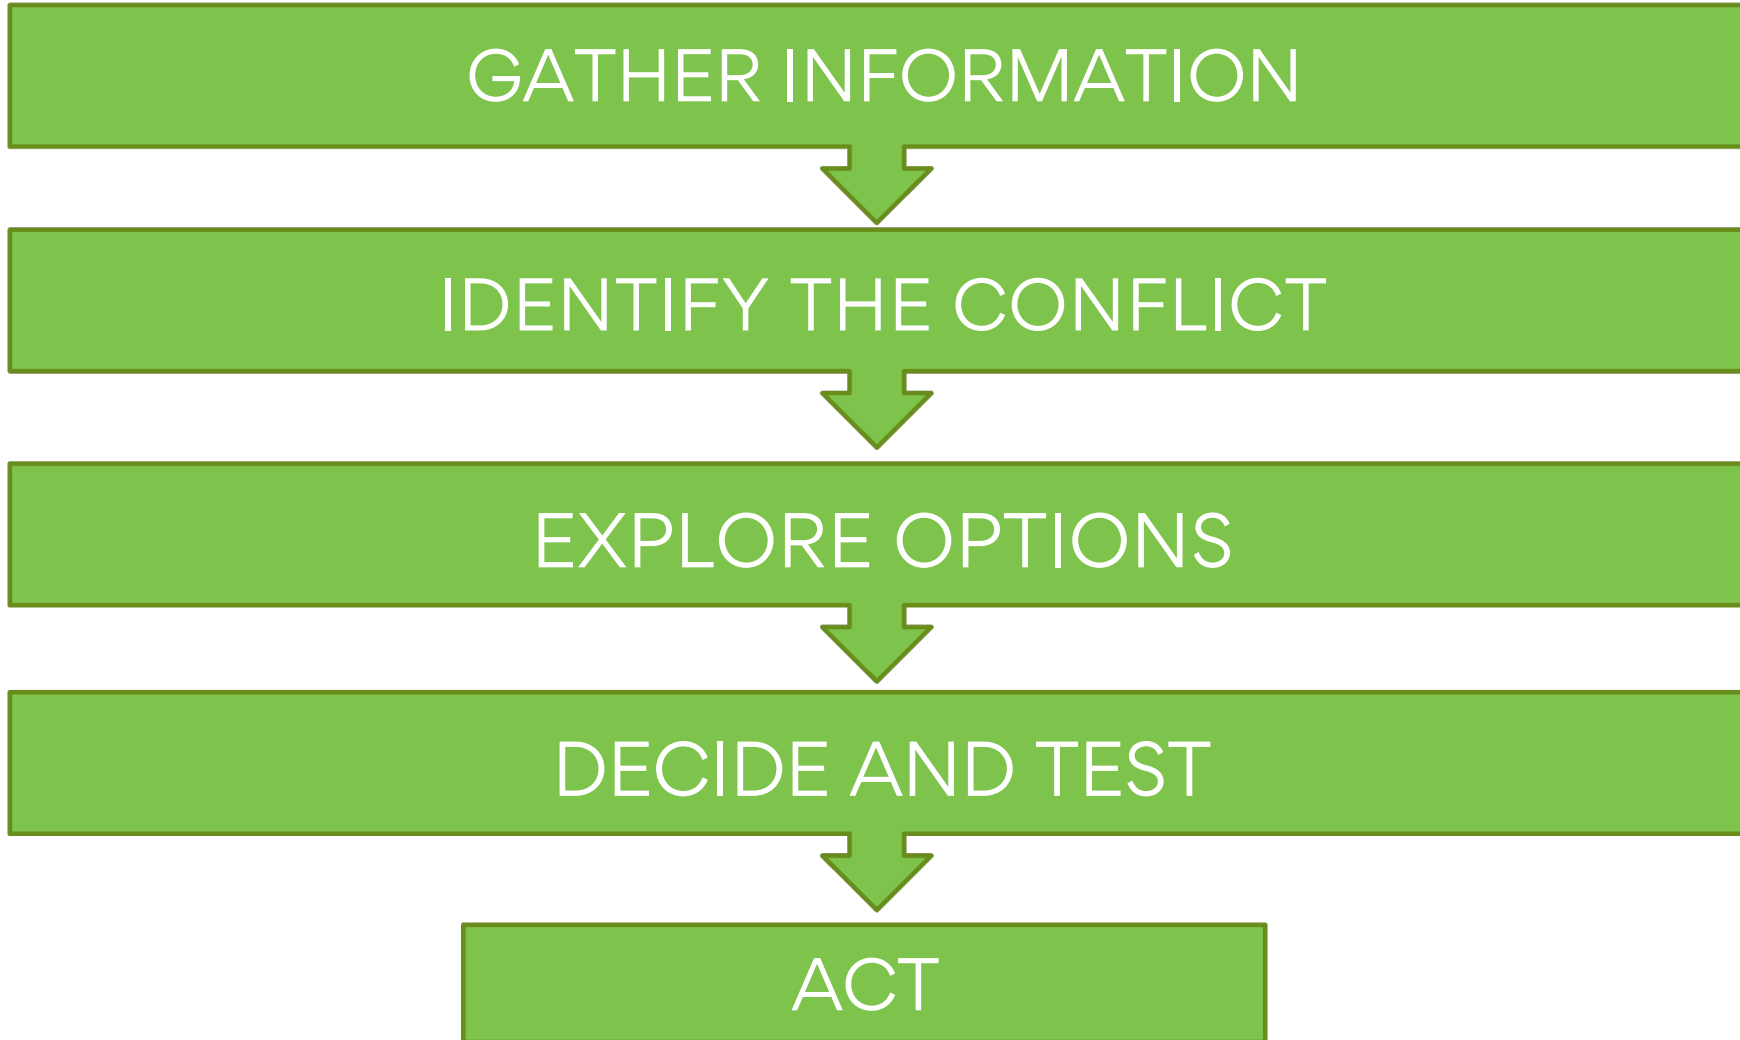 GATHER INFORMATION
IDENTIFY THE CONFLICT
EXPLORE OPTIONS
DECIDE AND TEST
ACT